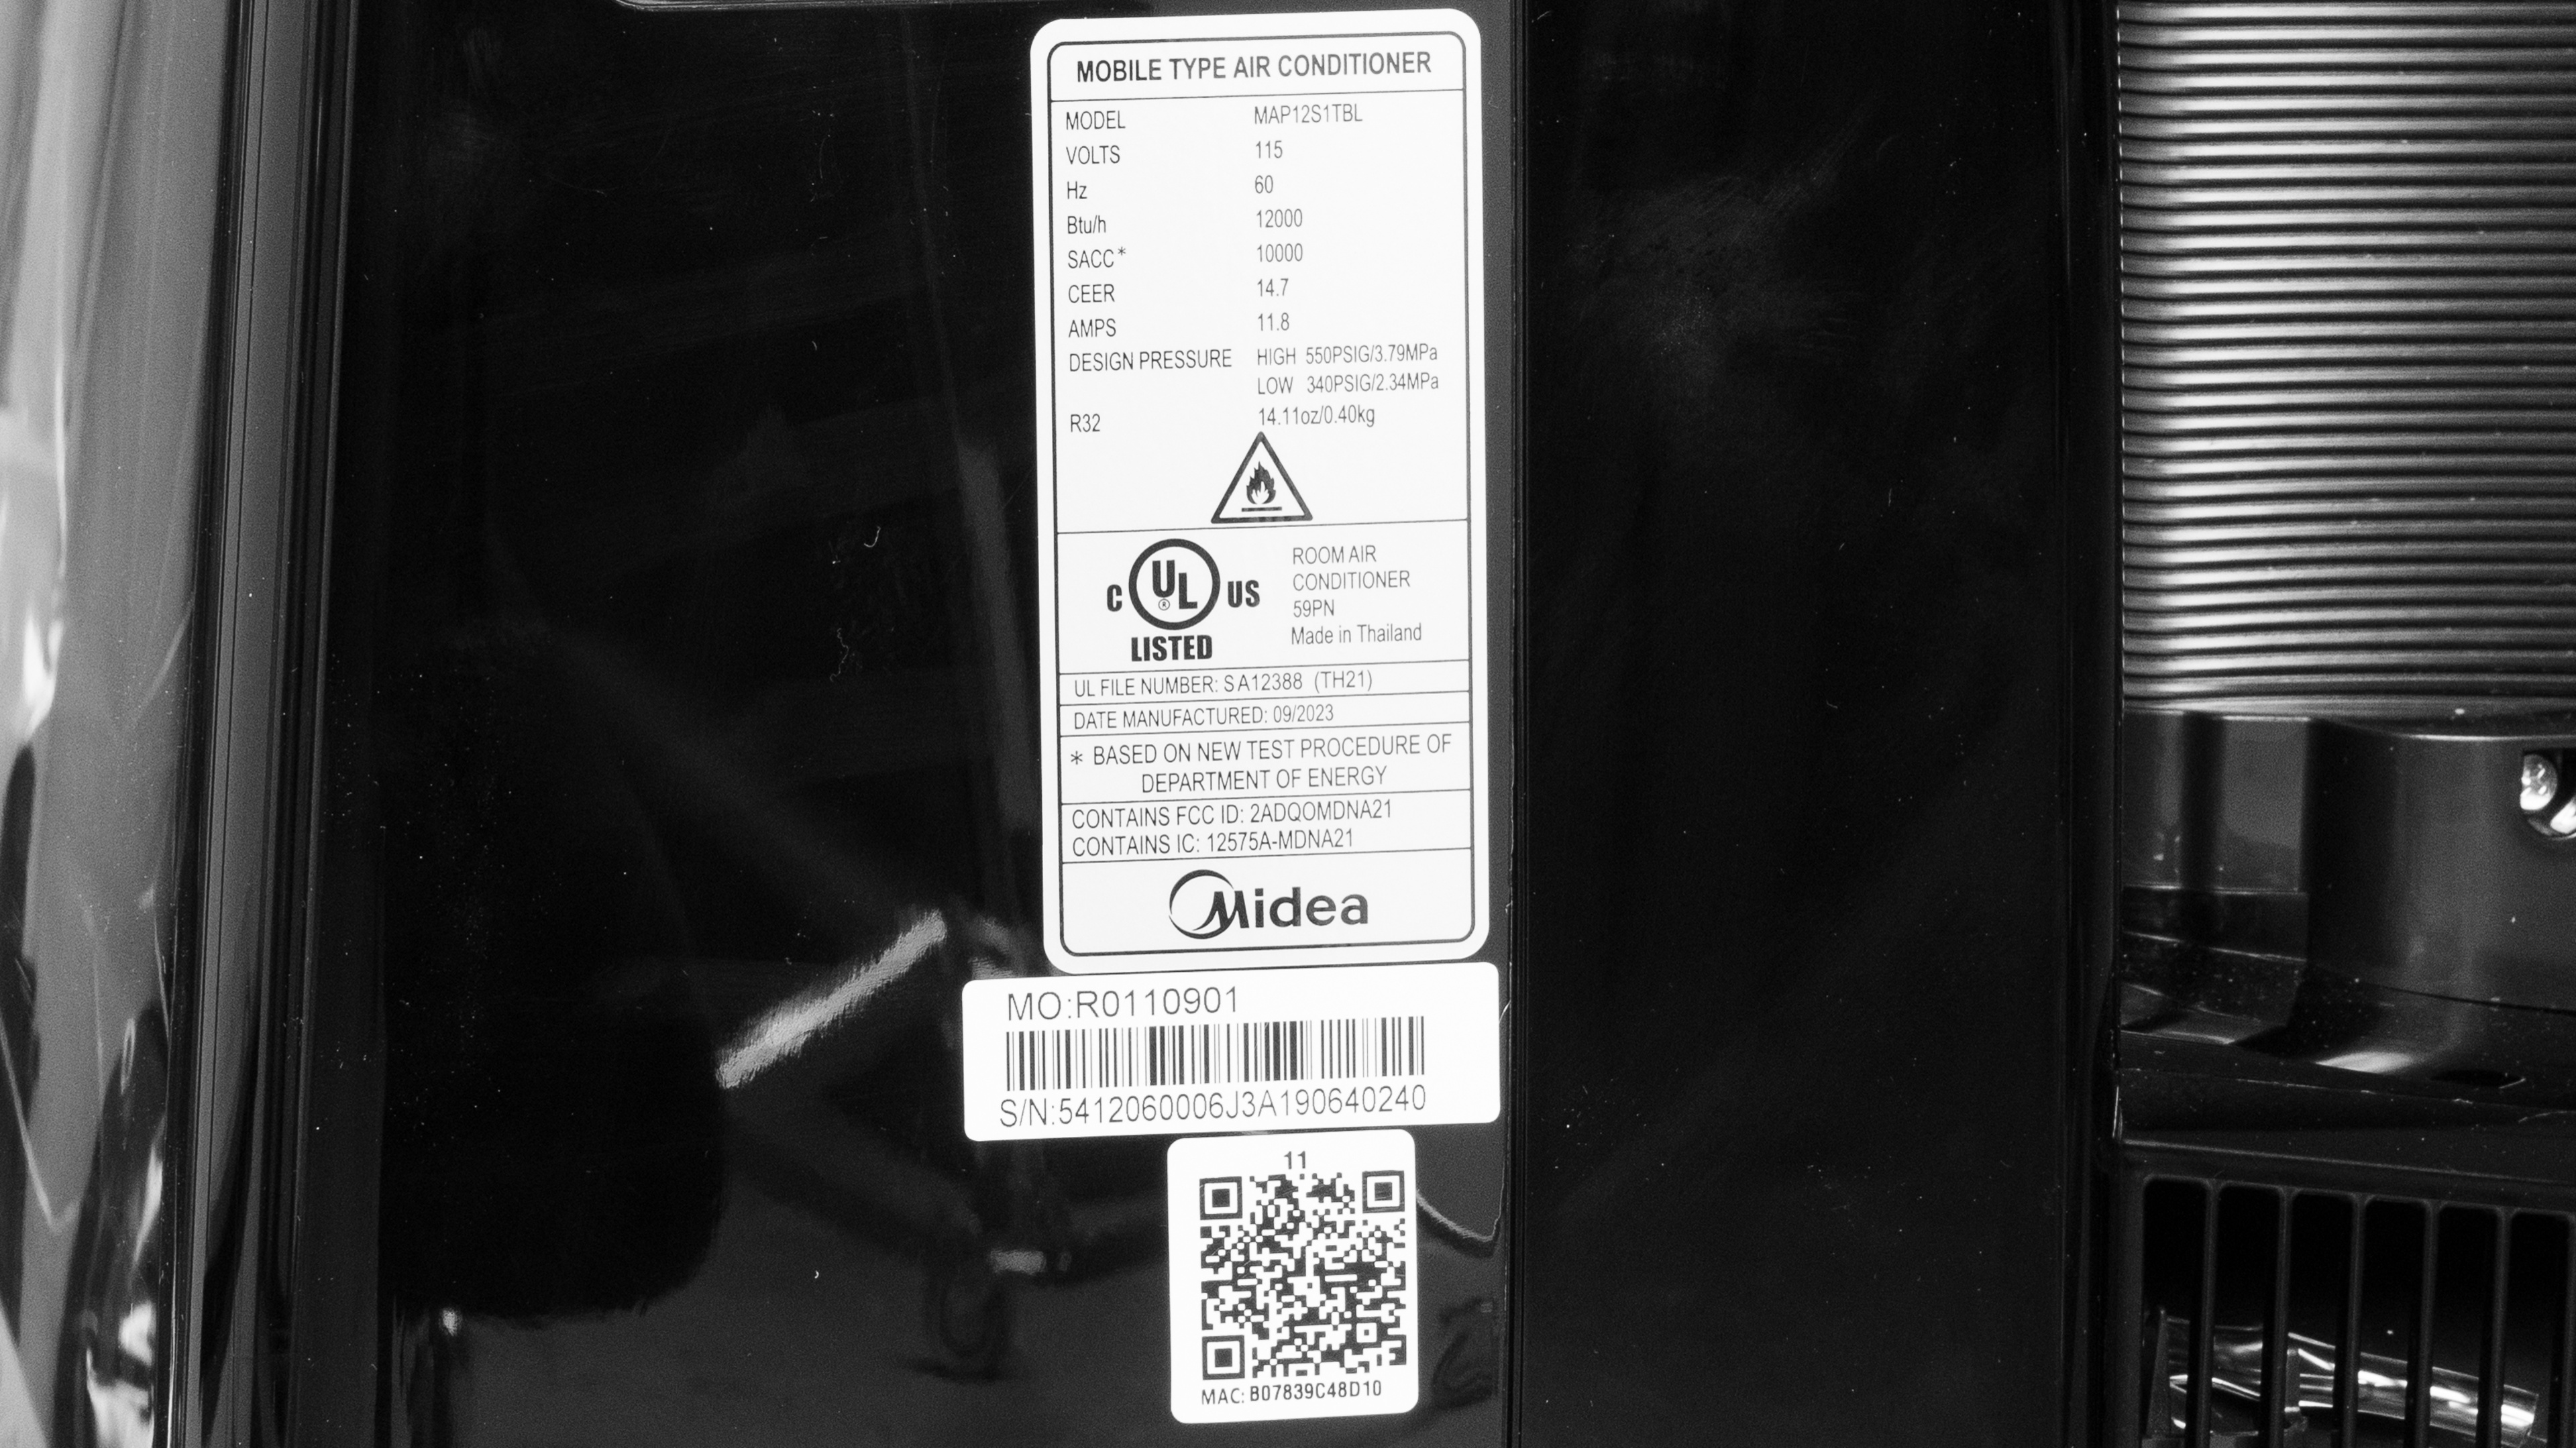 MOBILE TYPE AIR CONDITIONER
MODEL MAP12S1TBL
VOLTS 115
Hz 60
Btu/h 12000
SACC* 10000
CEER 14.7
AMPS 11.8
DESIGN PRESSURE HIGH 550PSIG/3.79MPa
LOW 340PSIG/2.34MPa
R32 14.11oz/0.40kg
C UL® US
LISTED
ROOM AIR
CONDITIONER
59PN
Made in Thailand
UL FILE NUMBER: SA12388 (TH21)
DATE MANUFACTURED: 09/2023
* BASED ON NEW TEST PROCEDURE OF
DEPARTMENT OF ENERGY
CONTAINS FCC ID: 2ADQOMDNA21
CONTAINS IC: 12575A-MDNA21
Midea
MO:R0110901
S/N:5412060006J3A190640240
11
MAC: B07839C48D10